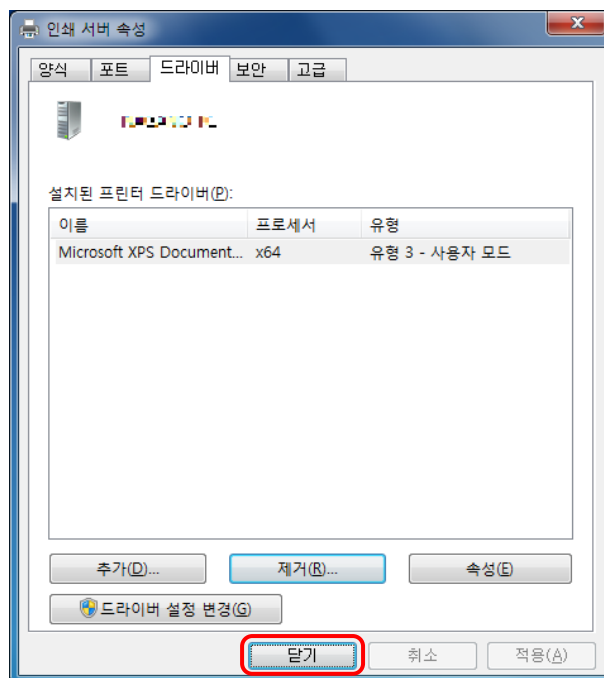 인쇄 서버 속성
양식 포트 드라이버 보안 고급
설치된 프린터 드라이버(P):
이름 프로세서 유형
Microsoft XPS Document... x64 유형 3 - 사용자 모드
추가(D)... 제거(R)... 속성(E)
드라이버 설정 변경(G)
닫기 취소 적용(A)